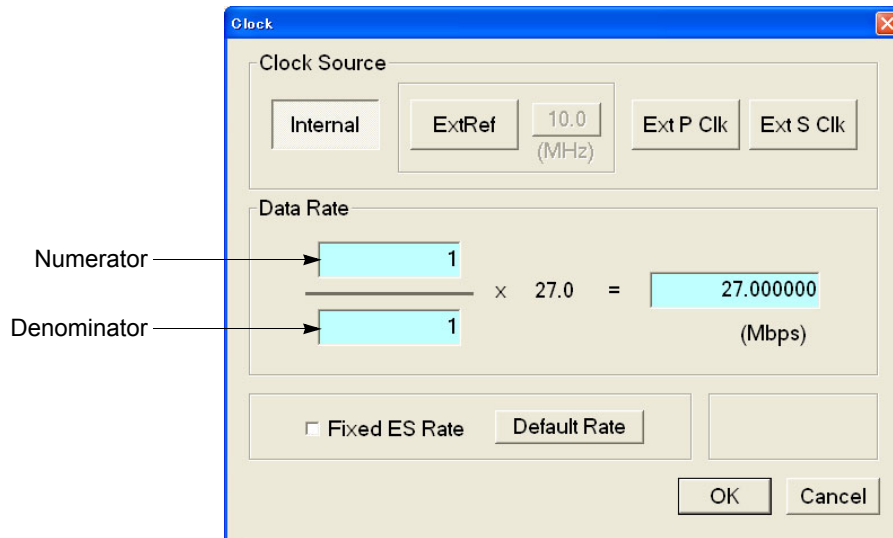 Clock
Clock Source
Internal
ExtRef
10.0
(MHz)
Ext P Clk
Ext S Clk
Data Rate
Numerator
1
x 27.0 = 27.000000
Denominator
1
(Mbps)
Fixed ES Rate
Default Rate
OK
Cancel